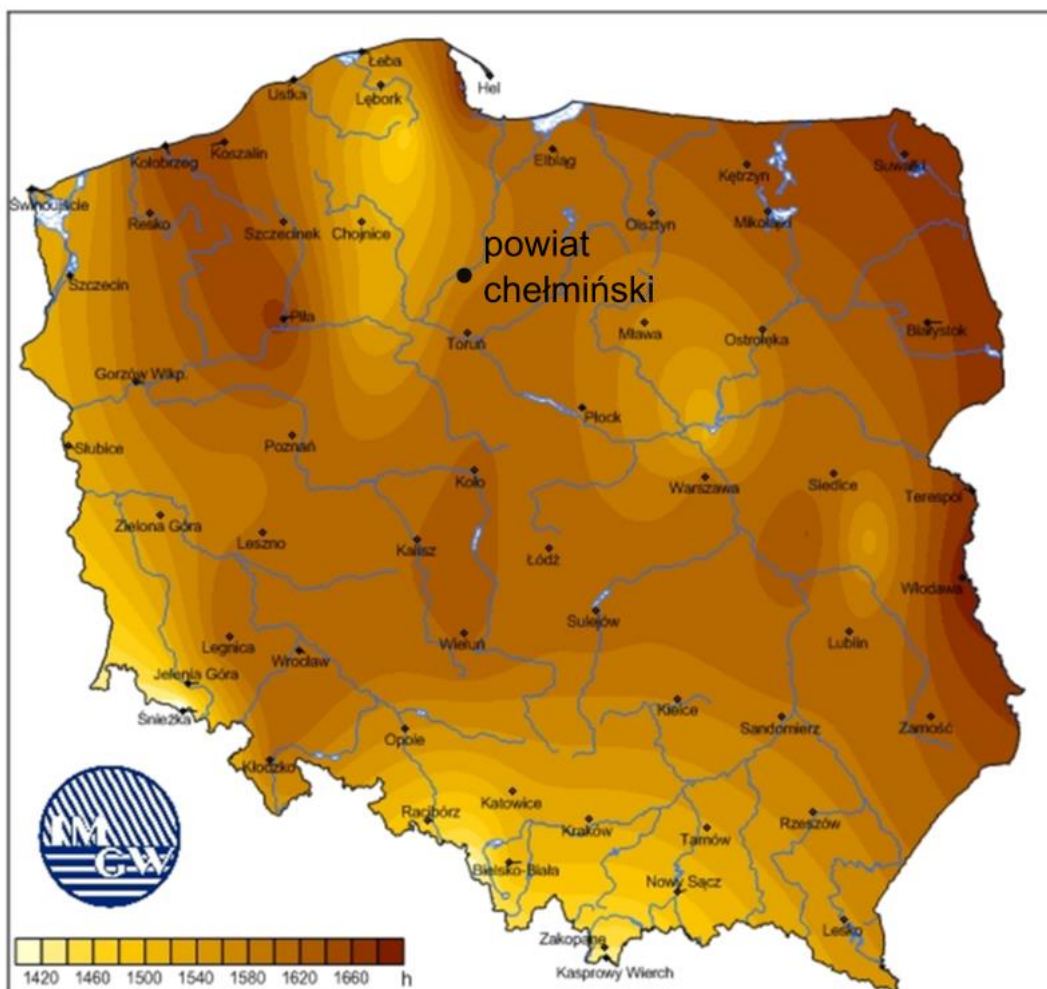 Łeba
Hel
Ustka
Lębork
Koszalin
Kołobrzeg
Elbląg
Kętrzyn
Suwałki
Świnoujście
Resko
Szczecinek
Chojnice
Olsztyn
Mikołajki
powiat
chełmiński
Szczecin
Piła
Toruń
Mława
Ostrołęka
Białystok
Gorzów Wlkp.
Płock
Słubice
Poznań
Koło
Warszawa
Siedlce
Terespol
Zielona Góra
Leszno
Kalisz
Łódź
Włodawa
Sulejów
Legnica
Wrocław
Wieluń
Lublin
Jelenia Góra
Śnieżka
Kielce
Sandomierz
Zamość
Opole
Kłodzko
Racibórz
Katowice
Kraków
Tarnów
Rzeszów
Bielsko-Biała
Nowy Sącz
Lesko
Zakopane
Kasprowy Wierch
IM
GW
1420 1460 1500 1540 1580 1620 1660 h